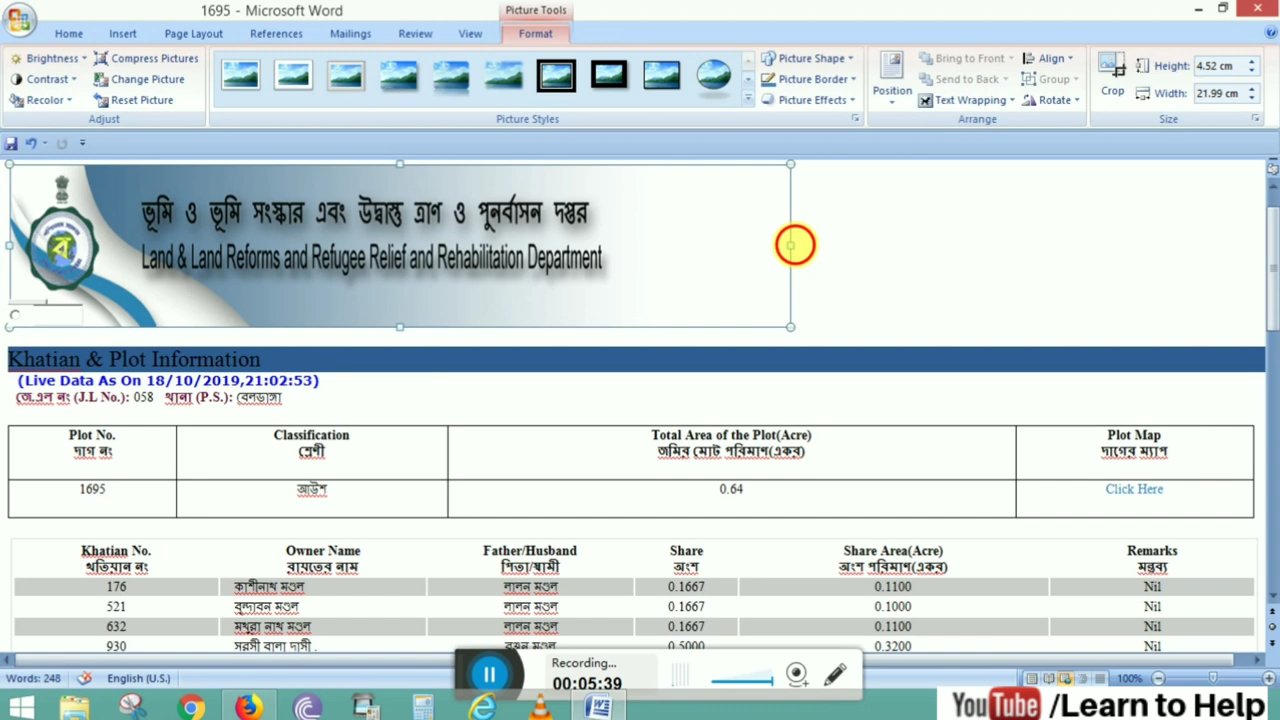 1695 - Microsoft Word
Picture Tools
Home Insert Page Layout References Mailings Review View Format
Brightness Compress Pictures
Contrast Change Picture
Recolor Reset Picture
Adjust
Picture Styles
Picture Shape
Picture Border
Picture Effects
Position
Bring to Front Align
Send to Back Group
Text Wrapping Rotate
Arrange
Crop
Height: 4.52 cm
Width: 21.99 cm
Size
ভূমি ও ভূমি সংস্কার এবং উদ্বাস্তু ত্রাণ ও পুনর্বাসন দপ্তর
Land & Land Reforms and Refugee Relief and Rehabilitation Department
ব
Khatian & Plot Information
(Live Data As On 18/10/2019,21:02:53)
জে.এল নং (J.L No.): 058 থানা (P.S.): বেলডাঙ্গা
Plot No. Classification Total Area of the Plot(Acre) Plot Map
দাগ নং শ্রেণী জমির মোট পরিমাণ(একর) দাগের ম্যাপ
1695 আউশ 0.64 Click Here
Khatian No. Owner Name Father/Husband Share Share Area(Acre) Remarks
খতিয়ান নং রায়তের নাম পিতা/স্বামী অংশ অংশ পরিমাণ(একর) মন্তব্য
176 কাশীনাথ মণ্ডল লালন মণ্ডল 0.1667 0.1100 Nil
521 বৃন্দাবন মণ্ডল লালন মণ্ডল 0.1667 0.1000 Nil
632 মথুরা নাথ মণ্ডল লালন মণ্ডল 0.1667 0.1100 Nil
930 সরসী বালা দাসী . মণ্ডল 0.5000 0.3200 Nil
Recording...
00:05:39
Words: 248 English (U.S.) 100%
YouTube /Learn to Help